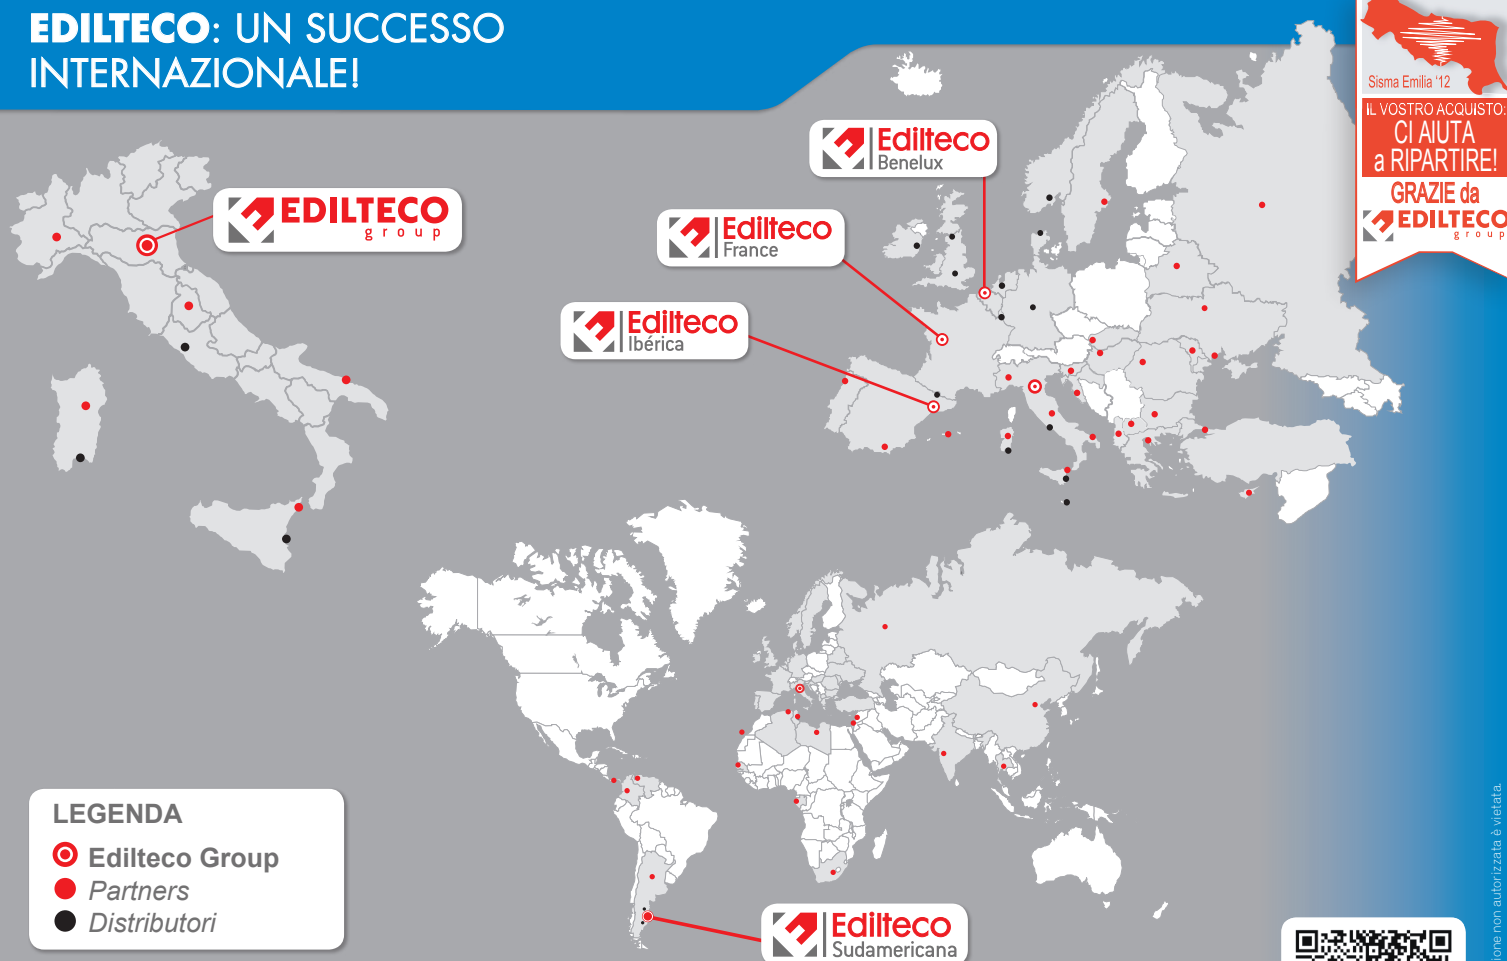 EDILTECO: UN SUCCESSO
INTERNAZIONALE!
Sisma Emilia '12
IL VOSTRO ACQUISTO:
CI AIUTA
a RIPARTIRE!
GRAZIE da
EDILTECO
group
Edilteco
Benelux
EDILTECO
group
Edilteco
France
Edilteco
Ibérica
LEGENDA
Edilteco Group
Partners
Distributori
Edilteco
Sudamericana
ione non autorizzata è vietata.